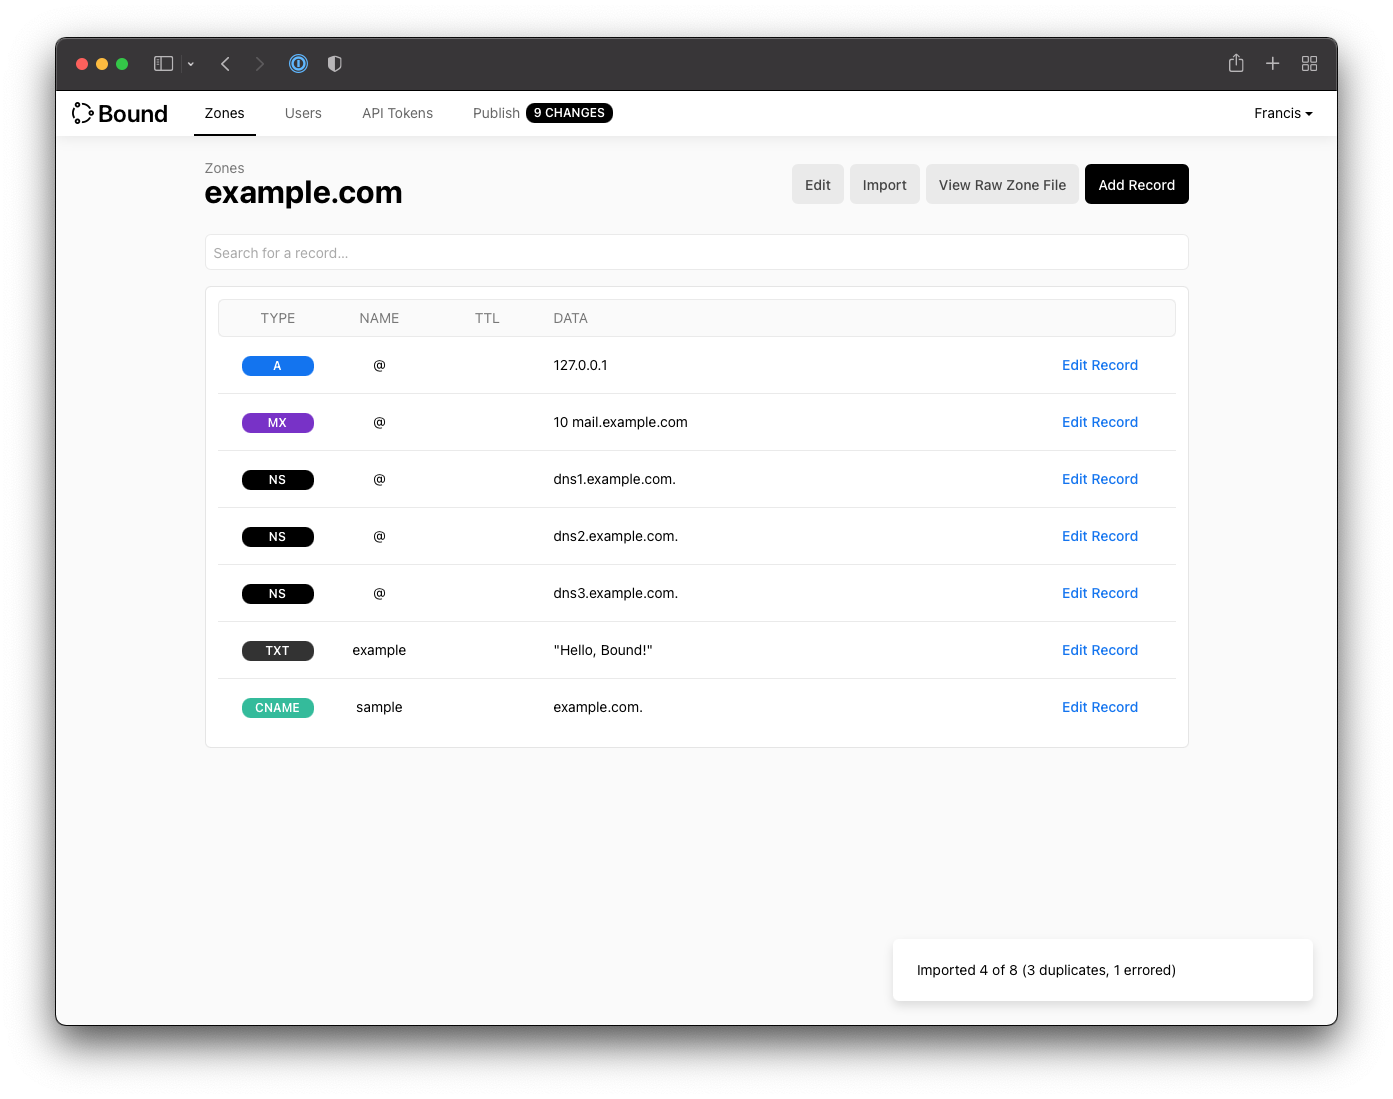 Bound Zones Users API Tokens Publish 9 CHANGES Francis
Zones
example.com
Edit Import View Raw Zone File Add Record
Search for a record...
TYPE NAME TTL DATA
A @ 127.0.0.1 Edit Record
MX @ 10 mail.example.com Edit Record
NS @ dns1.example.com. Edit Record
NS @ dns2.example.com. Edit Record
NS @ dns3.example.com. Edit Record
TXT example "Hello, Bound!" Edit Record
CNAME sample example.com. Edit Record
Imported 4 of 8 (3 duplicates, 1 errored)